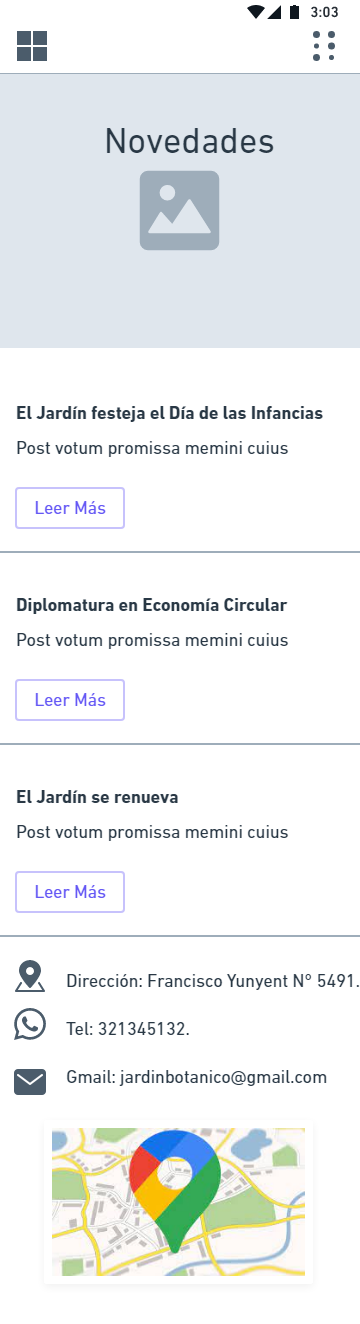 3:03
Novedades
El Jardín festeja el Día de las Infancias
Post votum promissa memini cuius
Leer Más
Diplomatura en Economía Circular
Post votum promissa memini cuius
Leer Más
El Jardín se renueva
Post votum promissa memini cuius
Leer Más
Dirección: Francisco Yunyent N° 5491.
Tel: 321345132.
Gmail: jardinbotanico@gmail.com